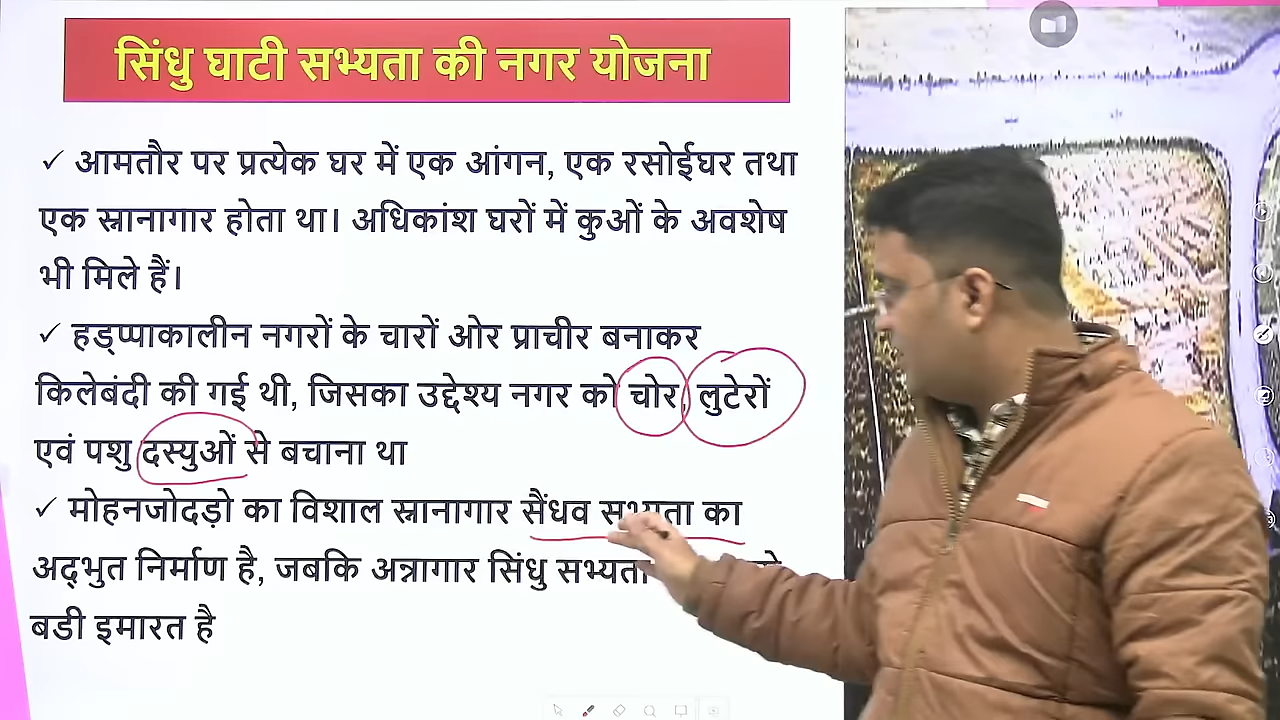 सिंधु घाटी सभ्यता की नगर योजना
✓ आमतौर पर प्रत्येक घर में एक आंगन, एक रसोईघर तथा
एक स्नानागार होता था। अधिकांश घरों में कुओं के अवशेष
भी मिले हैं।
✓ हड्प्पाकालीन नगरों के चारों ओर प्राचीर बनाकर
किलेबंदी की गई थी, जिसका उद्देश्य नगर को चोर, लुटेरों
एवं पशु दस्युओं से बचाना था
✓ मोहनजोदड़ो का विशाल स्नानागार सैंधव सभ्यता का
अद्भुत निर्माण है, जबकि अन्नागार सिंधु सभ्यता
बडी इमारत है